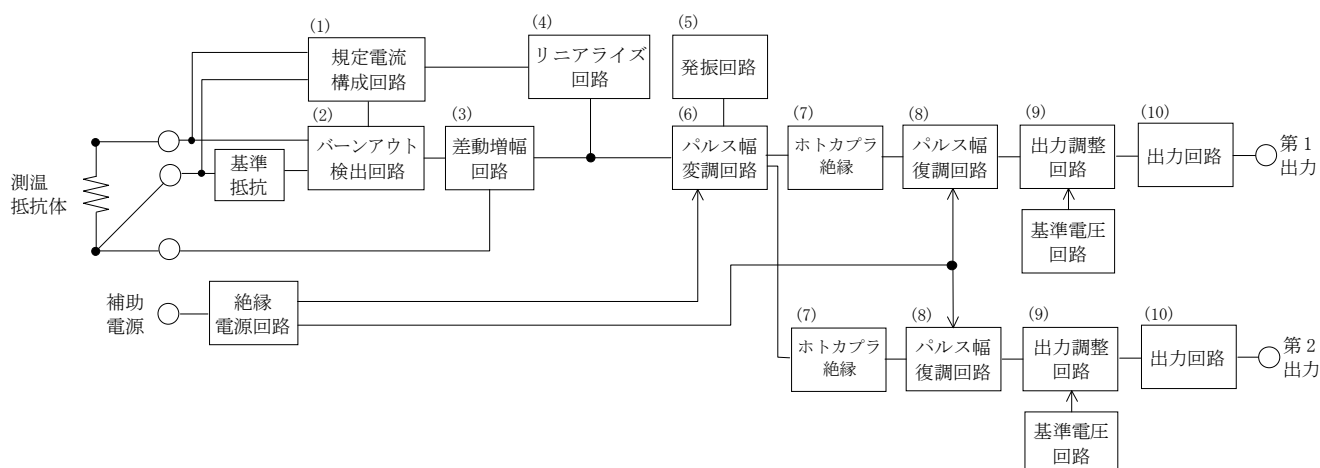 (1)
規定電流
構成回路
(4)
リニアライズ
回路
(5)
発振回路
(2)
バーンアウト
検出回路
(3)
差動増幅
回路
(6)
パルス幅
変調回路
(7)
ホトカプラ
絶縁
(8)
パルス幅
復調回路
(9)
出力調整
回路
(10)
出力回路
第1
出力
測温
抵抗体
基準
抵抗
基準電圧
回路
補助
電源
絶縁
電源回路
(7)
ホトカプラ
絶縁
(8)
パルス幅
復調回路
(9)
出力調整
回路
(10)
出力回路
第2
出力
基準電圧
回路